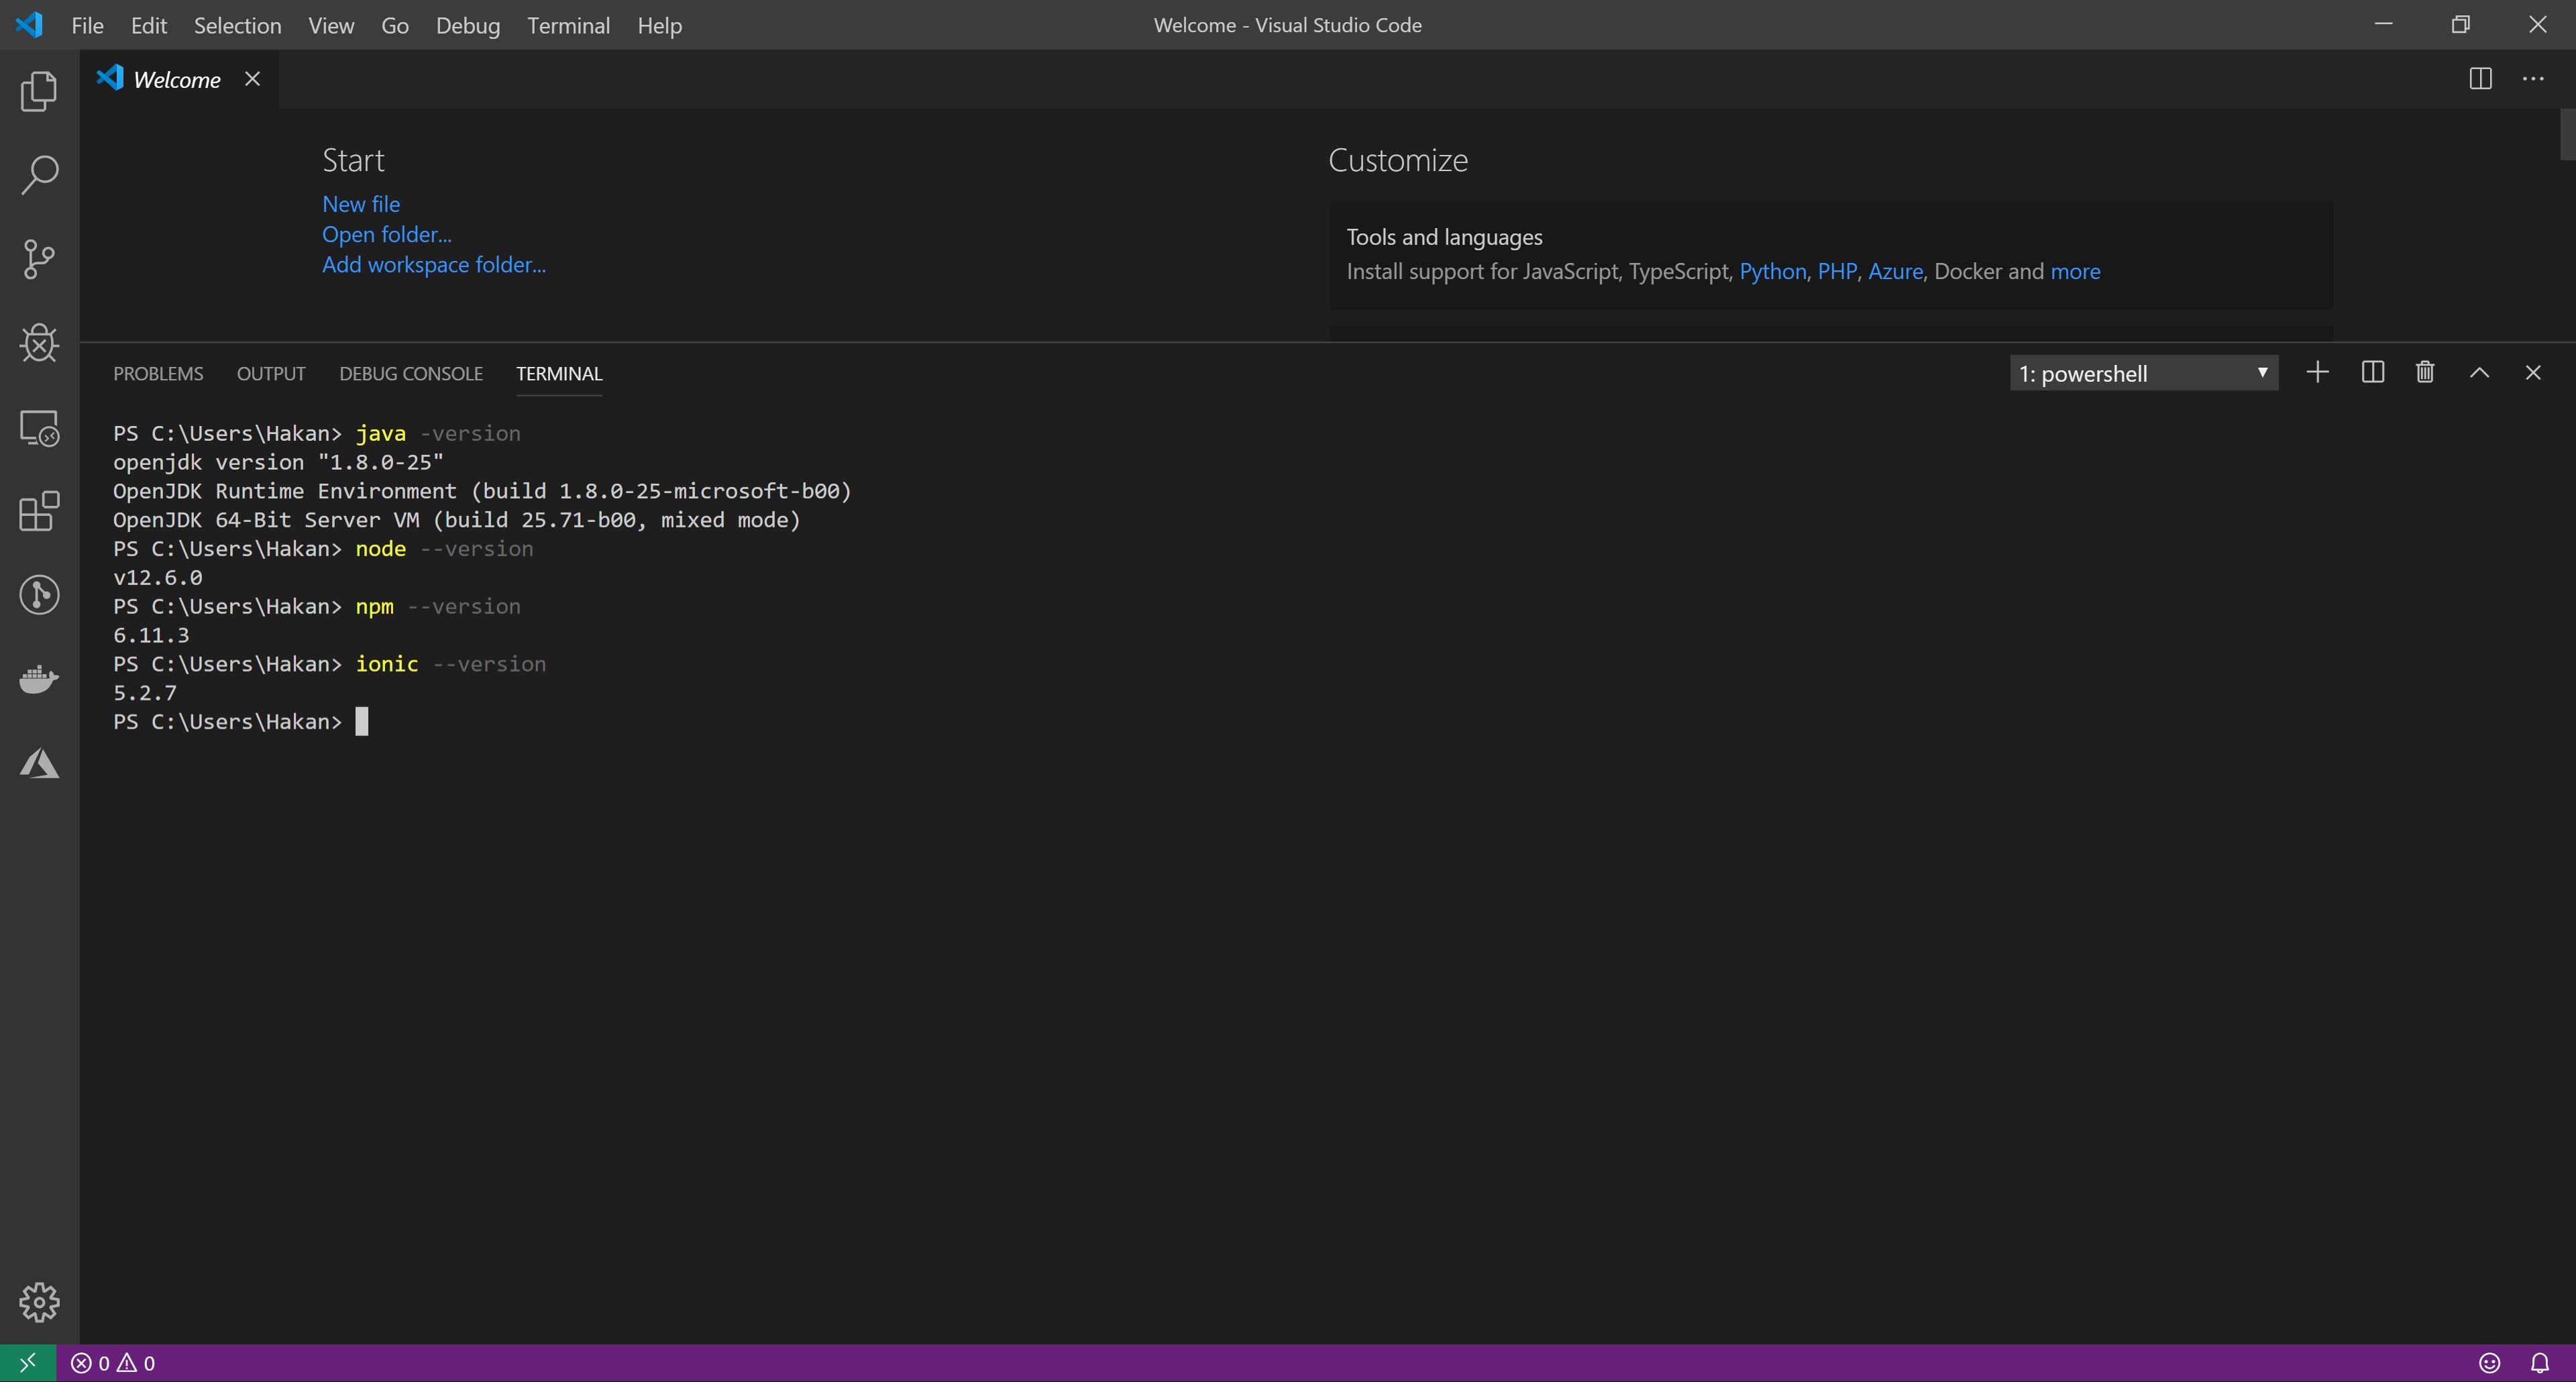 File Edit Selection View Go Debug Terminal Help Welcome - Visual Studio Code
Welcome
Start
New file
Open folder...
Add workspace folder...
Customize
Tools and languages
Install support for JavaScript, TypeScript, Python, PHP, Azure, Docker and more
PROBLEMS OUTPUT DEBUG CONSOLE TERMINAL 1: powershell
PS C:\Users\Hakan> java -version
openjdk version "1.8.0-25"
OpenJDK Runtime Environment (build 1.8.0-25-microsoft-b00)
OpenJDK 64-Bit Server VM (build 25.71-b00, mixed mode)
PS C:\Users\Hakan> node --version
v12.6.0
PS C:\Users\Hakan> npm --version
6.11.3
PS C:\Users\Hakan> ionic --version
5.2.7
PS C:\Users\Hakan>
0 0